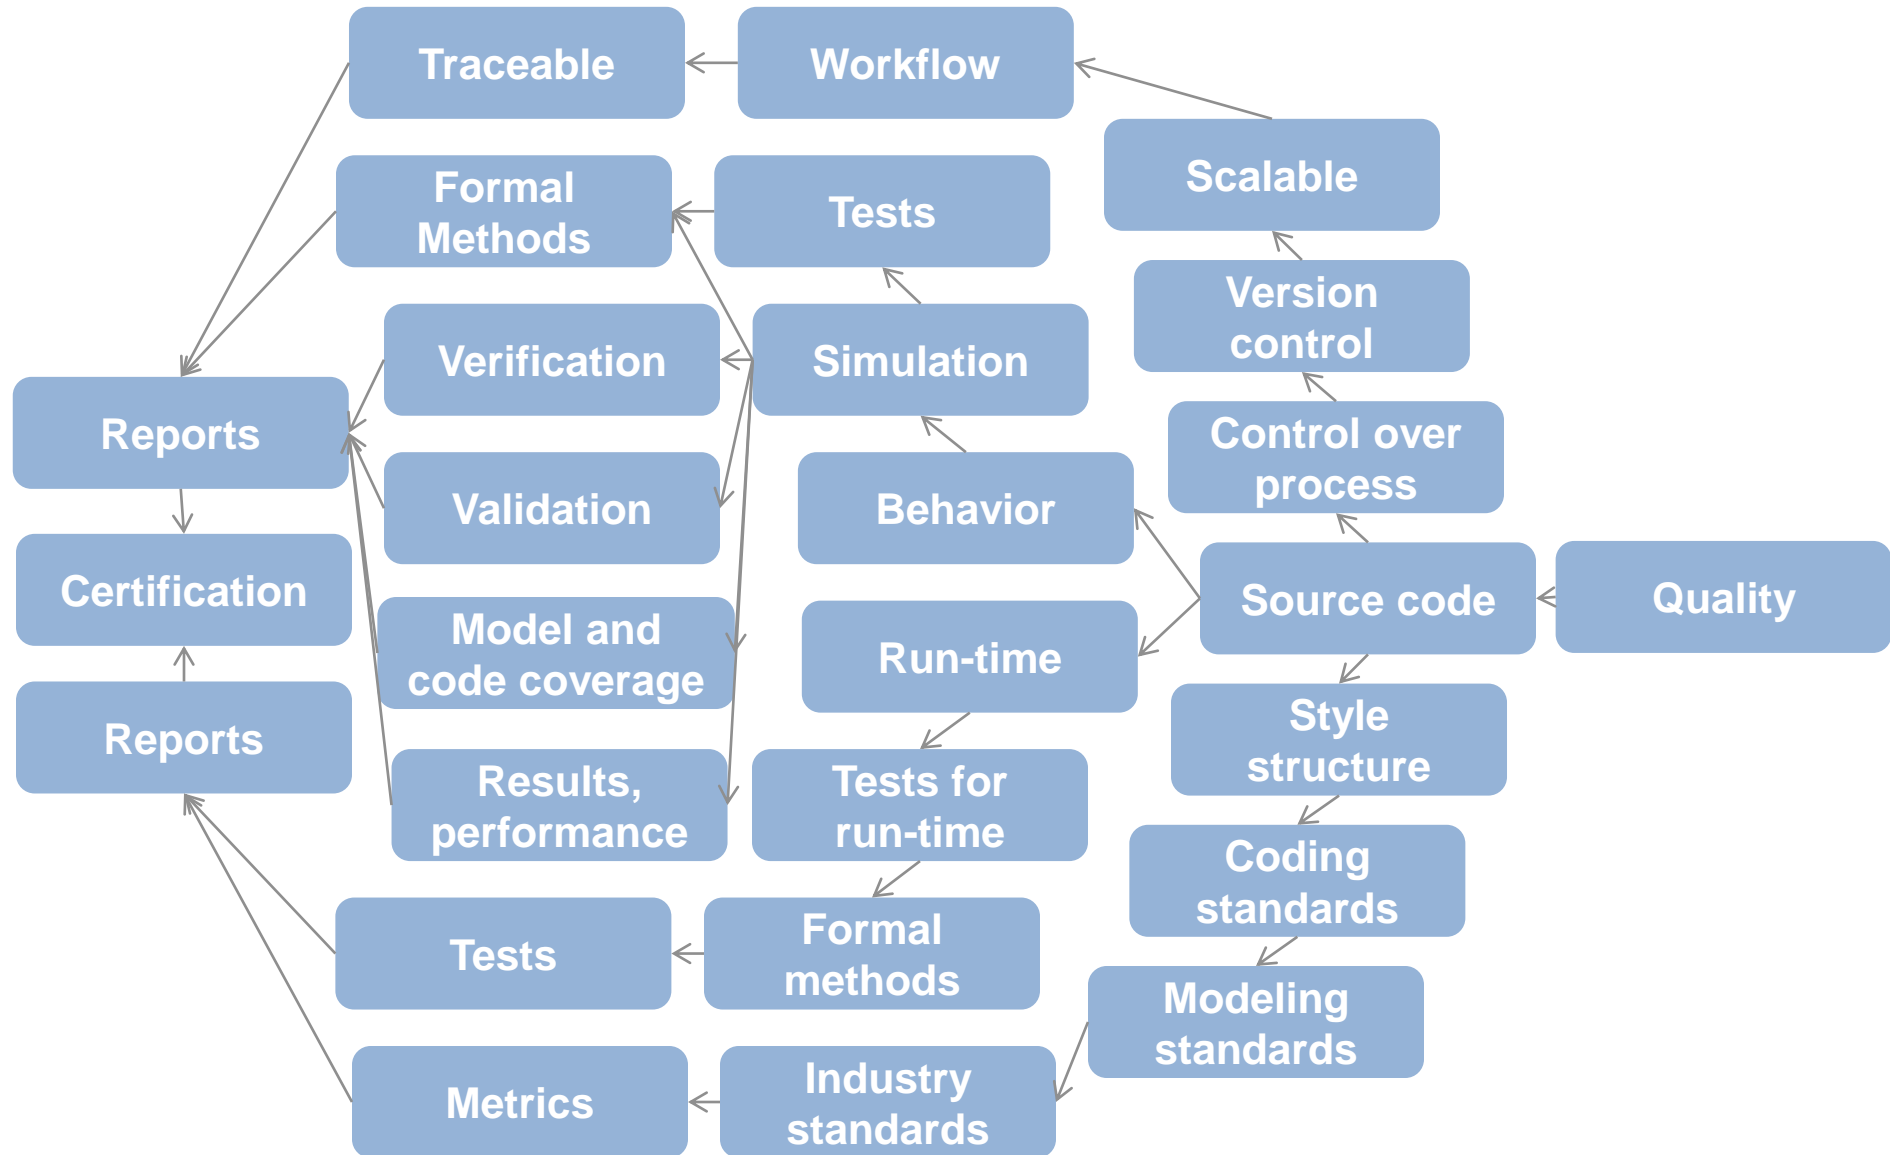 Traceable
Workflow
Scalable
Formal
Methods
Tests
Version
control
Verification
Simulation
Control over
process
Reports
Validation
Behavior
Certification
Source code
Quality
Model and
code coverage
Run-time
Reports
Style
structure
Results,
performance
Tests for
run-time
Coding
standards
Tests
Formal
methods
Modeling
standards
Metrics
Industry
standards